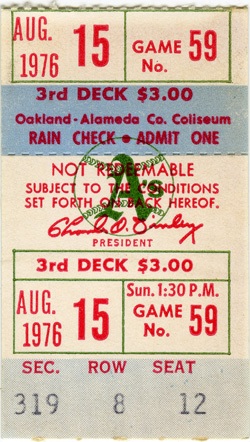 AUG. 15 GAME 59
1976 No.
3rd DECK $3.00
Oakland-Alameda Co. Coliseum
RAIN CHECK • ADMIT ONE
A's
NOT REDEEMABLE
SUBJECT TO THE CONDITIONS
SET FORTH ON BACK HEREOF.
Charles O. Finley
PRESIDENT
3rd DECK $3.00
AUG. 15 Sun. 1:30 P.M.
1976 GAME 59
No.
SEC. ROW SEAT
319 8 12